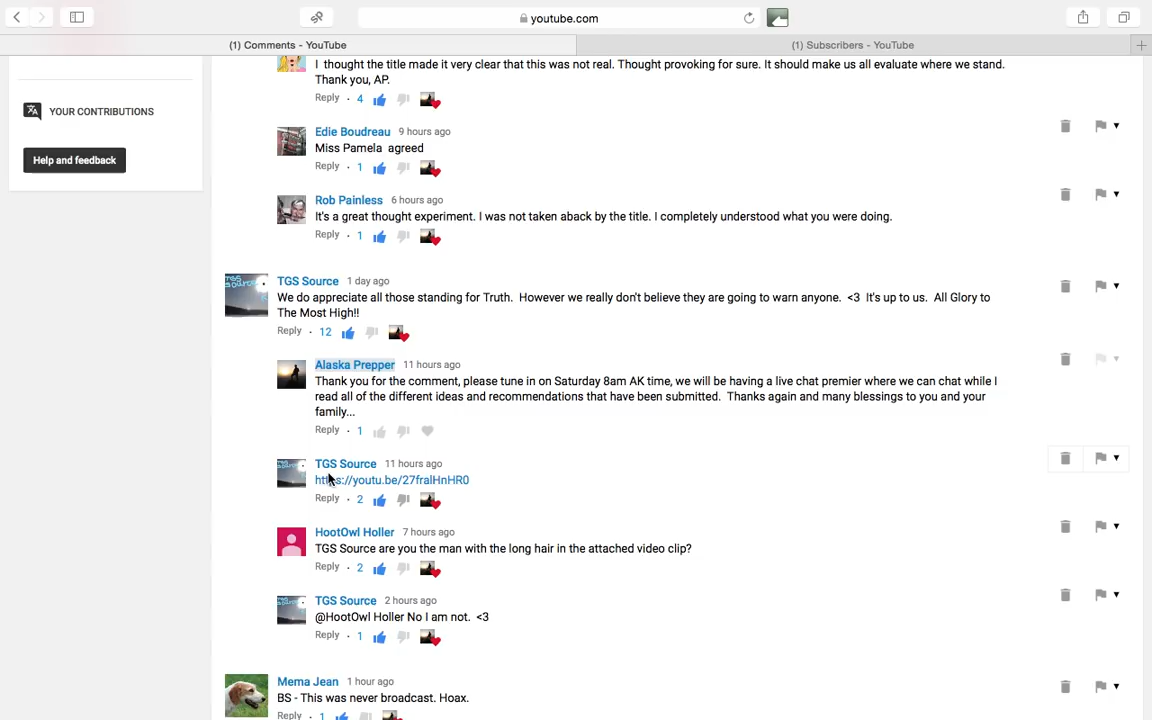 youtube.com
(1) Comments - YouTube
(1) Subscribers - YouTube
I thought the title made it very clear that this was not real. Thought provoking for sure. It should make us all evaluate where we stand.
Thank you, AP.
Reply · 4
YOUR CONTRIBUTIONS
Help and feedback
Edie Boudreau 9 hours ago
Miss Pamela agreed
Reply · 1
Rob Painless 6 hours ago
It's a great thought experiment. I was not taken aback by the title. I completely understood what you were doing.
Reply · 1
TGS Source 1 day ago
We do appreciate all those standing for Truth. However we really don't believe they are going to warn anyone. <3 It's up to us. All Glory to
The Most High!!
Reply · 12
Alaska Prepper 11 hours ago
Thank you for the comment, please tune in on Saturday 8am AK time, we will be having a live chat premier where we can chat while I
read all of the different ideas and recommendations that have been submitted. Thanks again and many blessings to you and your
family...
Reply · 1
TGS Source 11 hours ago
https://youtu.be/27fralHnHR0
Reply · 2
HootOwl Holler 7 hours ago
TGS Source are you the man with the long hair in the attached video clip?
Reply · 2
TGS Source 2 hours ago
@HootOwl Holler No I am not. <3
Reply · 1
Mema Jean 1 hour ago
BS - This was never broadcast. Hoax.
Reply · 1